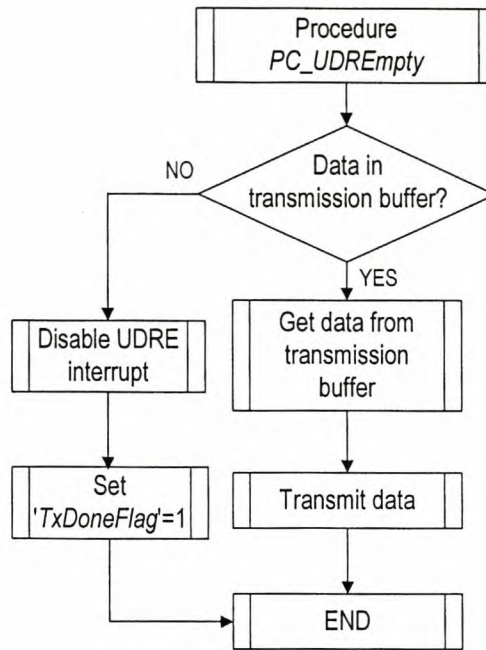 Procedure
PC_UDREmpty
Data in
transmission buffer?
NO
YES
Disable UDRE
interrupt
Get data from
transmission
buffer
Set
'TxDoneFlag'=1
Transmit data
END